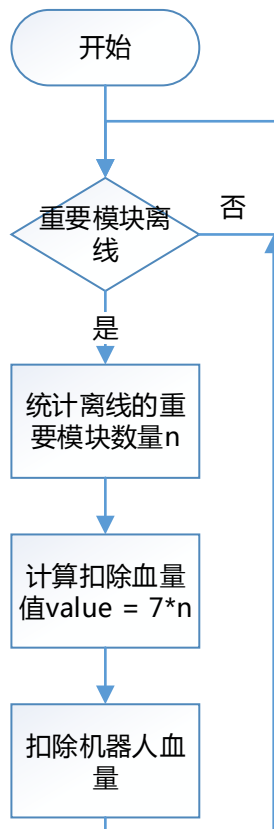 开始
重要模块离
线
否
是
统计离线的重
要模块数量n
计算扣除血量
值value = 7*n
扣除机器人血
量